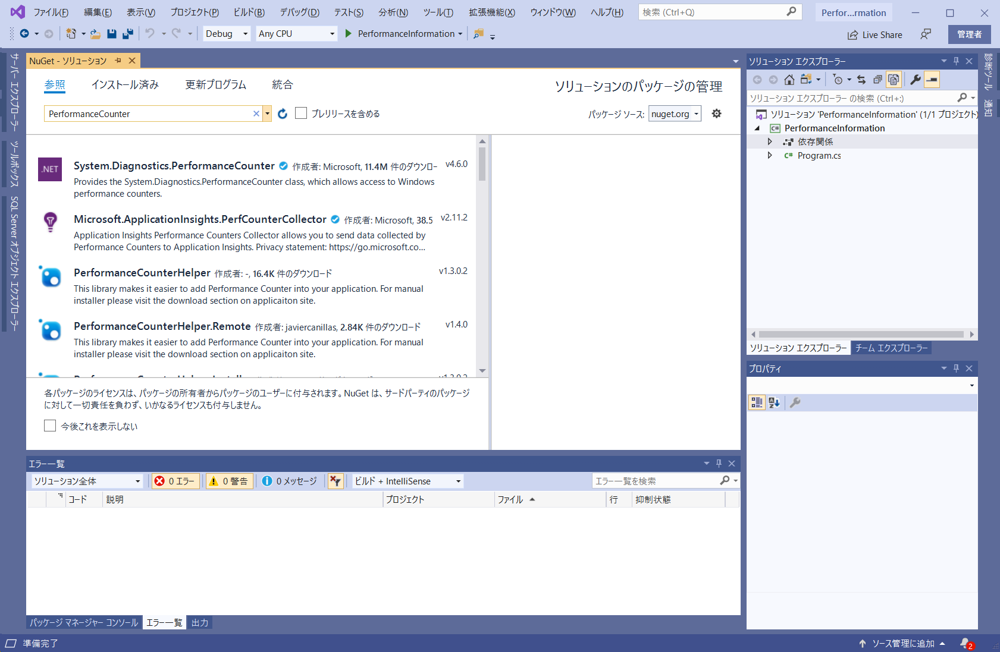 ファイル(F) 編集(E) 表示(V) プロジェクト(P) ビルド(B) デバッグ(D) テスト(S) 分析(N) ツール(T) 拡張機能(X) ウィンドウ(W) ヘルプ(H) 検索 (Ctrl+Q) Perfor...rmation
Debug Any CPU PerformanceInformation Live Share 管理者
サーバー エクスプローラー
ツールボックス
SQL Server オブジェクト エクスプローラー
NuGet - ソリューション
参照 インストール済み 更新プログラム 統合
ソリューションのパッケージの管理
PerformanceCounter プレリリースを含める パッケージ ソース: nuget.org
.NET
System.Diagnostics.PerformanceCounter 作成者: Microsoft, 11.4M 件のダウンロー v4.6.0
Provides the System.Diagnostics.PerformanceCounter class, which allows access to Windows
performance counters.
Microsoft.ApplicationInsights.PerfCounterCollector 作成者: Microsoft, 38.5 v2.11.2
Application Insights Performance Counters Collector allows you to send data collected by
Performance Counters to Application Insights. Privacy statement: https://go.microsoft.co...
PerformanceCounterHelper 作成者: -, 16.4K 件のダウンロード v1.3.0.2
This library makes it easier to add Performance Counter into your application. For manual
installer please visit the download section on applicaiton site.
PerformanceCounterHelper.Remote 作成者: javiercanillas, 2.84K 件のダウンロード v1.4.0
This library makes it easier to add Performance Counter into your application. For manual
installer please visit the download section on applicaiton site.
各パッケージのライセンスは、パッケージの所有者からパッケージのユーザーに付与されます。NuGet は、サードパーティのパッケージ
に対して一切責任を負わず、いかなるライセンスも付与しません。
今後これを表示しない
エラー一覧
ソリューション全体 0 エラー 0 警告 0 メッセージ ビルド + IntelliSense エラー一覧を検索
コード 説明 プロジェクト ファイル 行 抑制状態
パッケージ マネージャー コンソール エラー一覧 出力
ソリューション エクスプローラー
ソリューション エクスプローラー の検索 (Ctrl+:)
ソリューション 'PerformanceInformation' (1/1 プロジェクト)
C# PerformanceInformation
依存関係
C# Program.cs
ソリューション エクスプローラー チーム エクスプローラー
プロパティ
診断ツール
通知
準備完了 ソース管理に追加 2